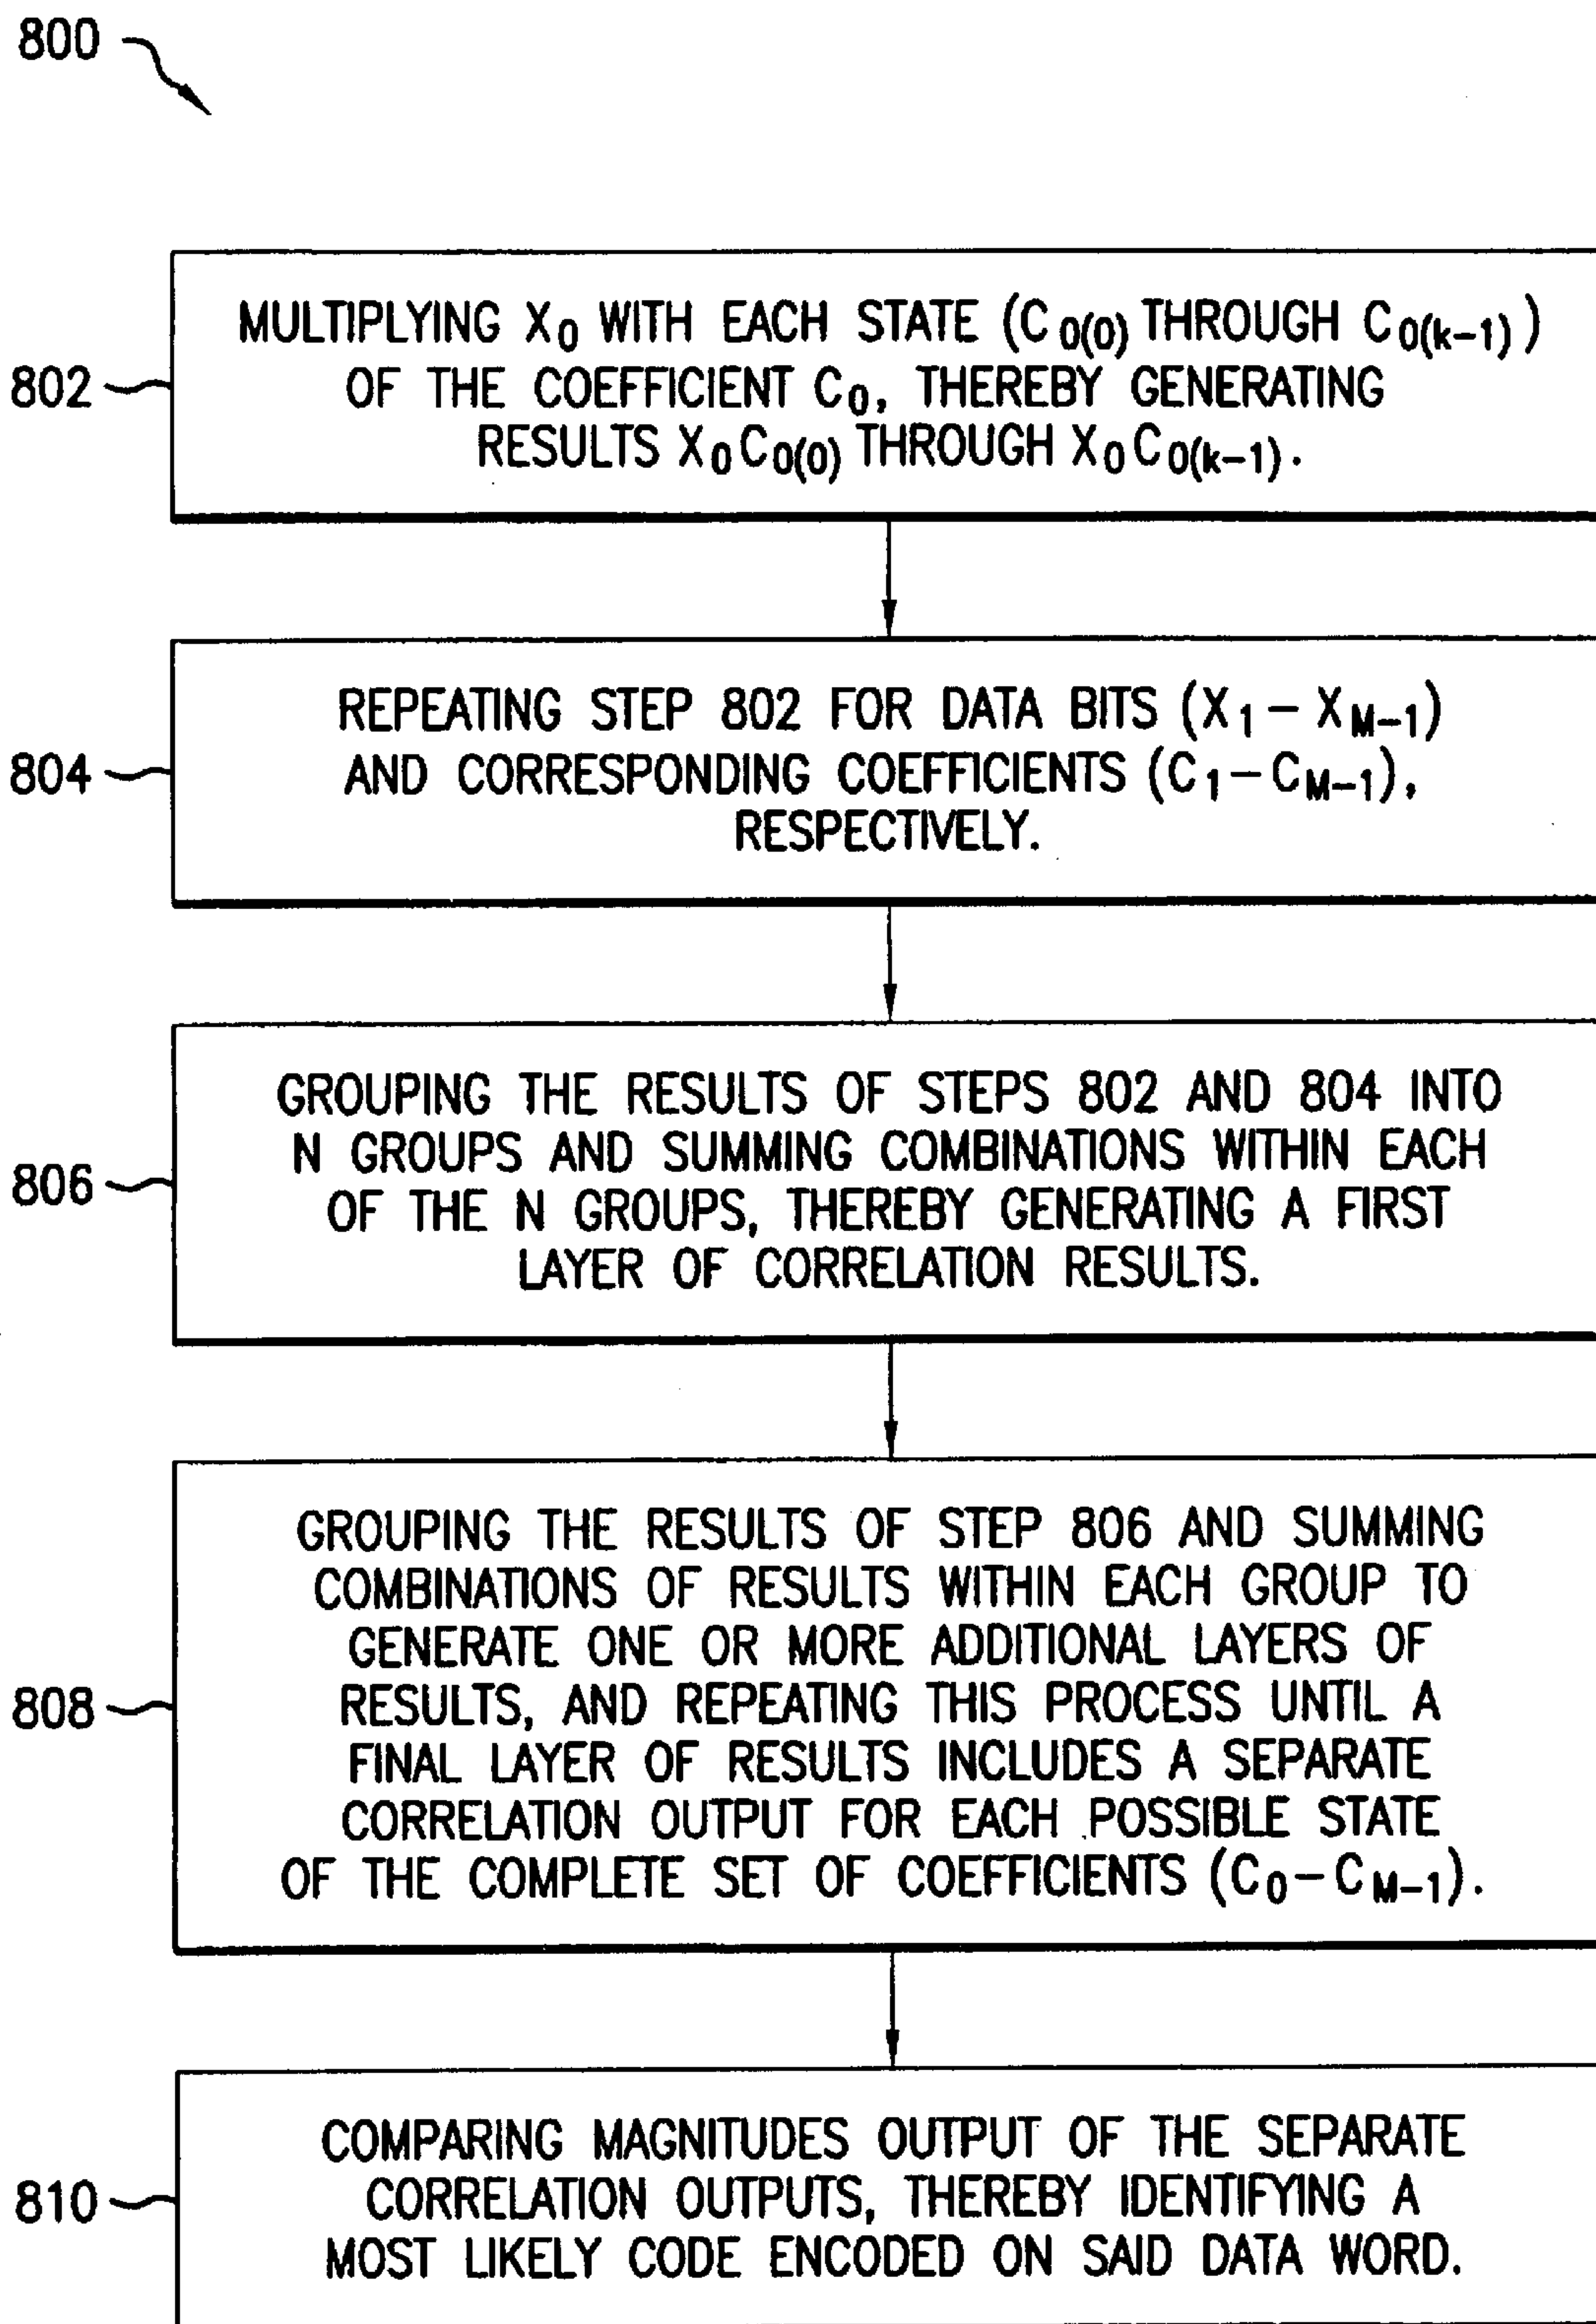 800
802
MULTIPLYING X₀ WITH EACH STATE (C₀₍₀₎ THROUGH C₀₍ₖ₋₁₎)
OF THE COEFFICIENT C₀, THEREBY GENERATING
RESULTS X₀C₀₍₀₎ THROUGH X₀C₀₍ₖ₋₁₎.
804
REPEATING STEP 802 FOR DATA BITS (X₁–X_M–1)
AND CORRESPONDING COEFFICIENTS (C₁–C_M–1),
RESPECTIVELY.
806
GROUPING THE RESULTS OF STEPS 802 AND 804 INTO
N GROUPS AND SUMMING COMBINATIONS WITHIN EACH
OF THE N GROUPS, THEREBY GENERATING A FIRST
LAYER OF CORRELATION RESULTS.
808
GROUPING THE RESULTS OF STEP 806 AND SUMMING
COMBINATIONS OF RESULTS WITHIN EACH GROUP TO
GENERATE ONE OR MORE ADDITIONAL LAYERS OF
RESULTS, AND REPEATING THIS PROCESS UNTIL A
FINAL LAYER OF RESULTS INCLUDES A SEPARATE
CORRELATION OUTPUT FOR EACH POSSIBLE STATE
OF THE COMPLETE SET OF COEFFICIENTS (C₀–C_M–1).
810
COMPARING MAGNITUDES OUTPUT OF THE SEPARATE
CORRELATION OUTPUTS, THEREBY IDENTIFYING A
MOST LIKELY CODE ENCODED ON SAID DATA WORD.